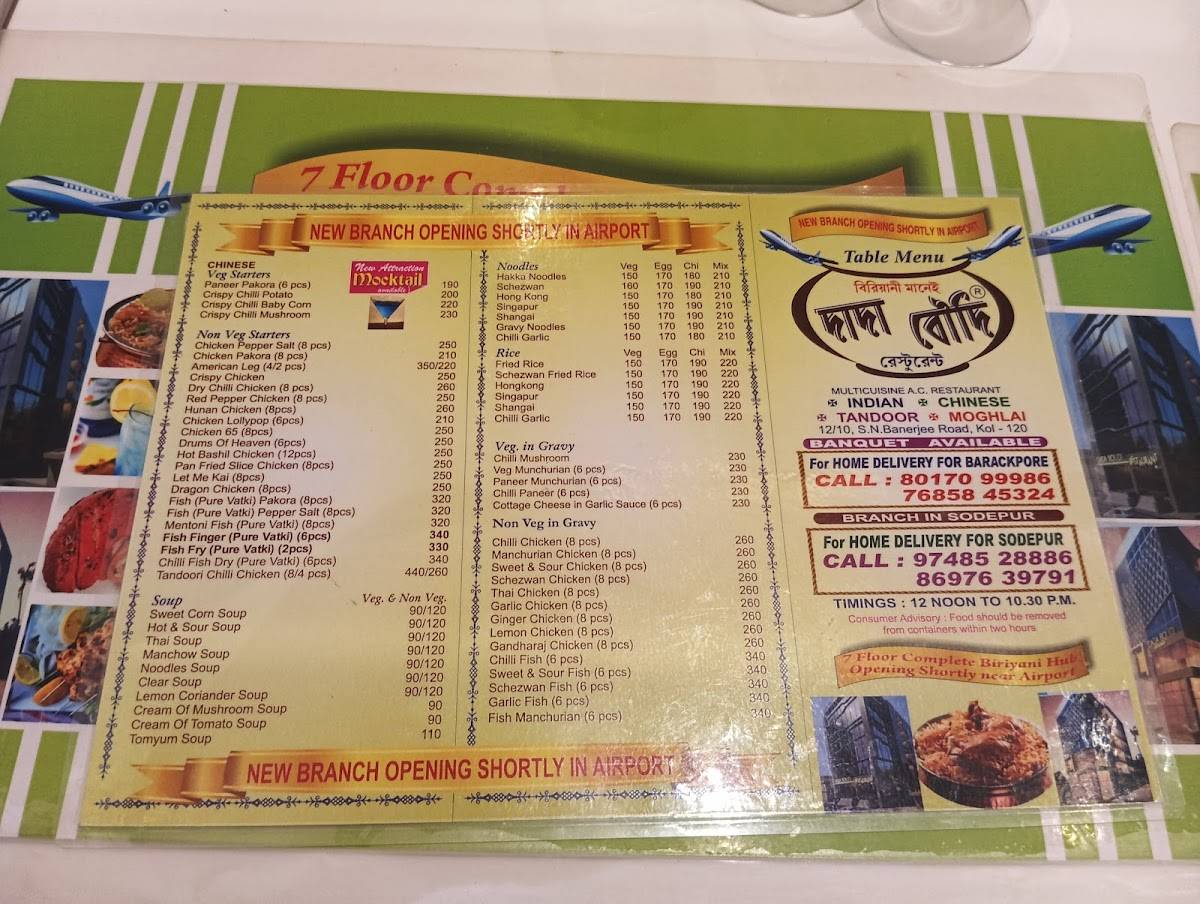 7 Floor Com
NEW BRANCH OPENING SHORTLY IN AIRPORT
CHINESE
New Attraction
Mocktail
available
Veg Starters
Paneer Pakora (6 pcs) 190
Crispy Chilli Potato 200
Crispy Chilli Baby Corn 220
Crispy Chilli Mushroom 230
Non Veg Starters
Chicken Pepper Salt (8 pcs) 250
Chicken Pakora (8 pcs) 210
American Leg (4/2 pcs) 350/220
Crispy Chicken 250
Dry Chilli Chicken (8 pcs) 260
Red Pepper Chicken (8 pcs) 250
Hunan Chicken (8pcs) 260
Chicken Lollypop (6pcs) 210
Chicken 65 (8pcs) 250
Drums Of Heaven (6pcs) 250
Hot Bashil Chicken (12pcs) 250
Pan Fried Slice Chicken (8pcs) 250
Let Me Kai (8pcs) 250
Dragon Chicken (8pcs) 250
Fish (Pure Vatki) Pakora (8pcs) 320
Fish (Pure Vatki) Pepper Salt (8pcs) 320
Mentoni Fish (Pure Vatki) (8pcs) 320
Fish Finger (Pure Vatki) (6pcs) 340
Fish Fry (Pure Vatki) (2pcs) 330
Chilli Fish Dry (Pure Vatki) (6pcs) 340
Tandoori Chilli Chicken (8/4 pcs) 440/260
Soup Veg. & Non Veg.
Sweet Corn Soup 90/120
Hot & Sour Soup 90/120
Thai Soup 90/120
Manchow Soup 90/120
Noodles Soup 90/120
Clear Soup 90/120
Lemon Coriander Soup 90/120
Cream Of Mushroom Soup 90
Cream Of Tomato Soup 90
Tomyum Soup 110
Noodles Veg Egg Chi Mix
Hakka Noodles 150 170 180 210
Schezwan 160 170 190 210
Hong Kong 150 170 180 210
Singapur 150 170 190 210
Shangai 150 170 190 210
Gravy Noodles 150 170 190 210
Chilli Garlic 150 170 180 210
Rice Veg Egg Chi Mix
Fried Rice 150 170 190 220
Schezwan Fried Rice 150 170 190 220
Hongkong 150 170 190 220
Singapur 150 170 190 220
Shangai 150 170 190 220
Chilli Garlic 150 170 190 220
Veg. in Gravy
Chilli Mushroom 230
Veg Munchurian (6 pcs) 230
Paneer Munchurian (6 pcs) 230
Chilli Paneer (6 pcs) 230
Cottage Cheese in Garlic Sauce (6 pcs) 230
Non Veg in Gravy
Chilli Chicken (8 pcs) 260
Manchurian Chicken (8 pcs) 260
Sweet & Sour Chicken (8 pcs) 260
Schezwan Chicken (8 pcs) 260
Thai Chicken (8 pcs) 260
Garlic Chicken (8 pcs) 260
Ginger Chicken (8 pcs) 260
Lemon Chicken (8 pcs) 260
Gandharaj Chicken (8 pcs) 260
Chilli Fish (6 pcs) 340
Sweet & Sour Fish (6 pcs) 340
Schezwan Fish (6 pcs) 340
Garlic Fish (6 pcs) 340
Fish Manchurian (6 pcs) 340
NEW BRANCH OPENING SHORTLY IN AIRPORT
NEW BRANCH OPENING SHORTLY IN AIRPORT
Table Menu
বিরিয়ানী মানেই
দাদা বৌদি ®
রেস্টুরেন্ট
MULTICUISINE A.C. RESTAURANT
✠ INDIAN ✠ CHINESE
✠ TANDOOR ✠ MOGHLAI
12/10, S.N.Banerjee Road, Kol - 120
BANQUET AVAILABLE
For HOME DELIVERY FOR BARACKPORE
CALL : 80170 99986
76858 45324
BRANCH IN SODEPUR
For HOME DELIVERY FOR SODEPUR
CALL : 97485 28886
86976 39791
TIMINGS : 12 NOON TO 10.30 P.M.
Consumer Advisory : Food should be removed
from containers within two hours
7 Floor Complete Biriyani Hub
Opening Shortly near Airport